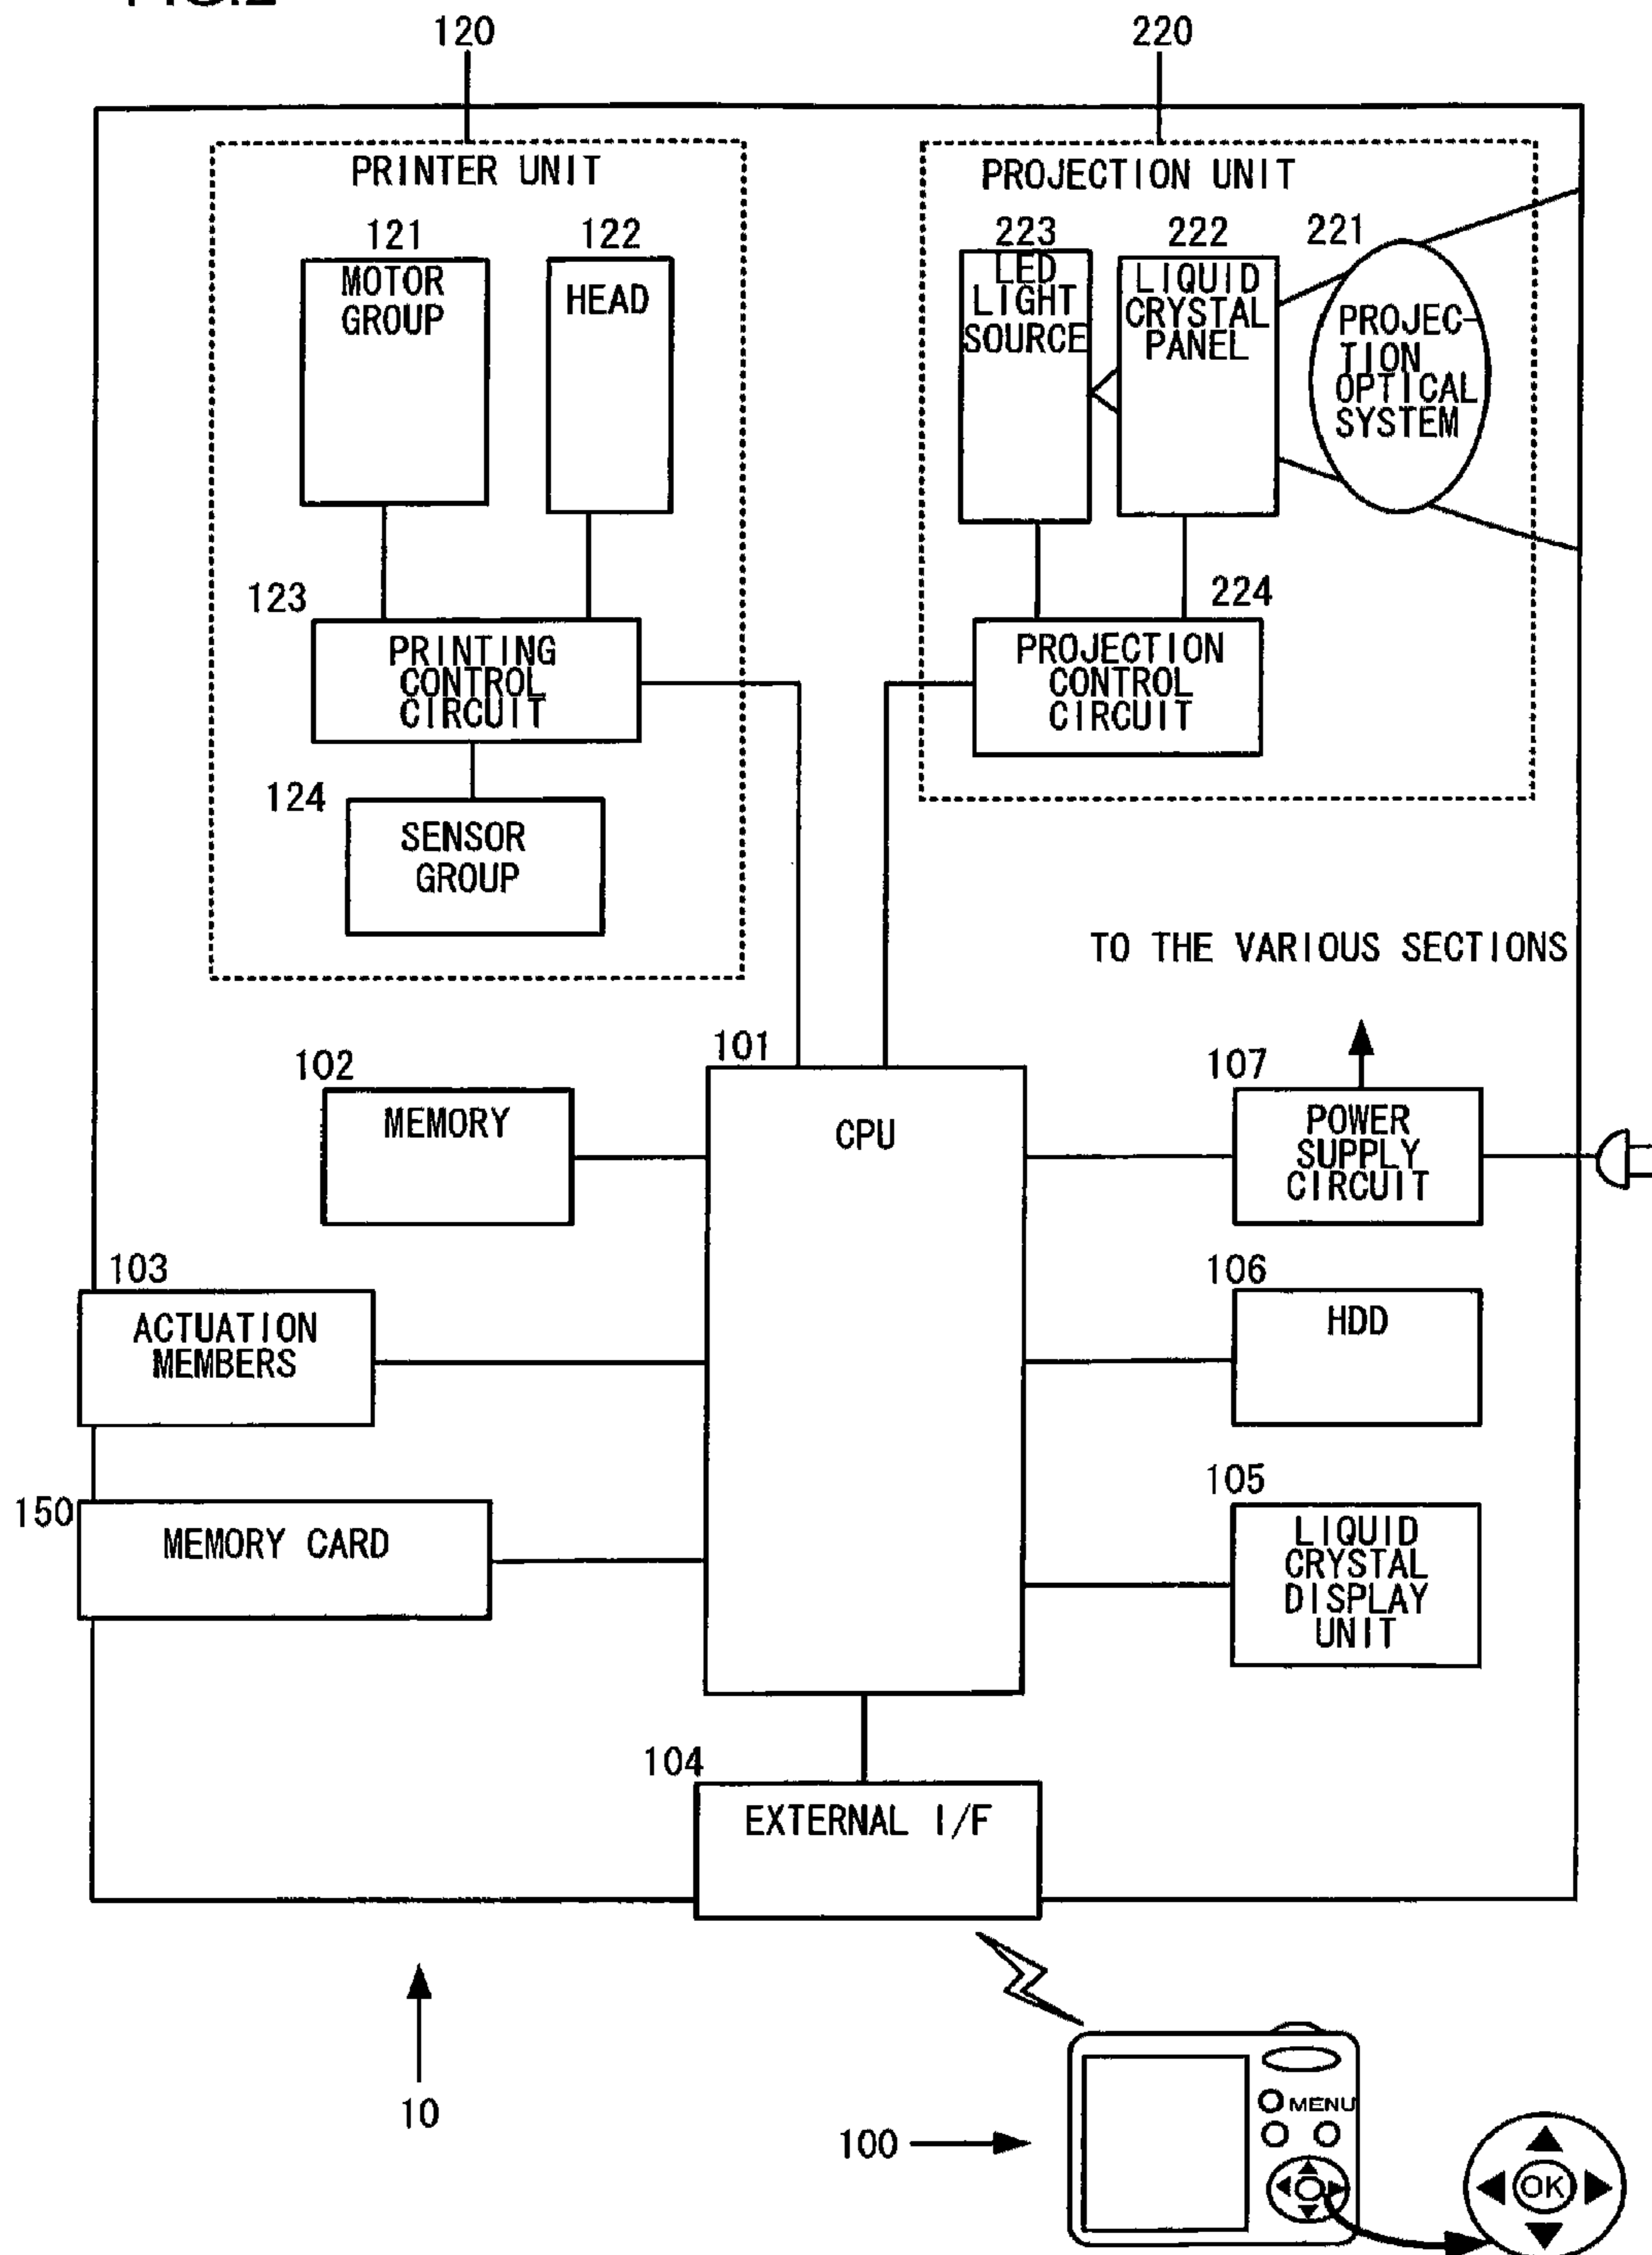 120
220
PRINTER UNIT
121
MOTOR
GROUP
122
HEAD
123
PRINTING
CONTROL
CIRCUIT
124
SENSOR
GROUP
PROJECTION UNIT
223
LED
LIGHT
SOURCE
222
LIQUID
CRYSTAL
PANEL
221
PROJEC-
TION
OPTICAL
SYSTEM
224
PROJECTION
CONTROL
CIRCUIT
TO THE VARIOUS SECTIONS
101
CPU
102
MEMORY
107
POWER
SUPPLY
CIRCUIT
103
ACTUATION
MEMBERS
106
HDD
150
MEMORY CARD
105
LIQUID
CRYSTAL
DISPLAY
UNIT
104
EXTERNAL I/F
10
100
MENU
OK